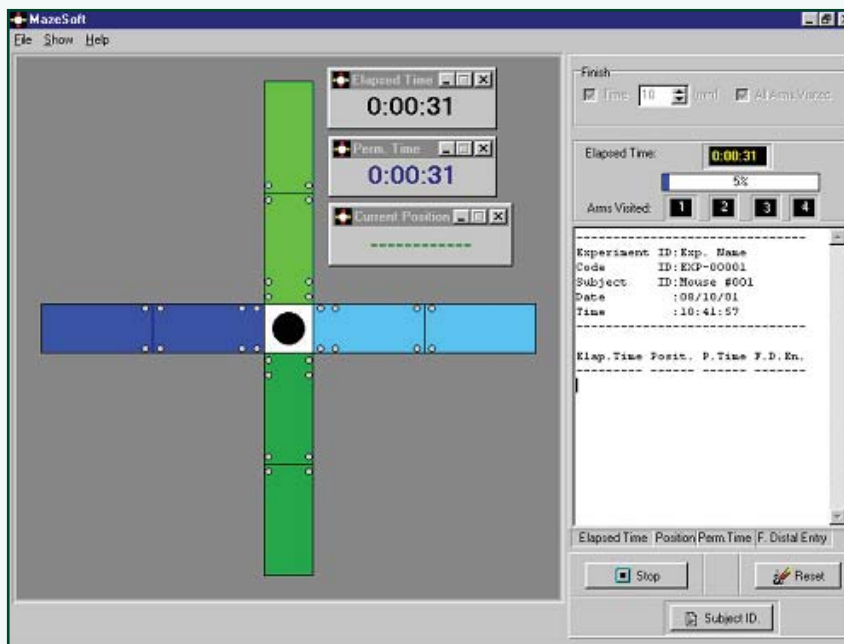 MazeSoft
File Show Help
Elapsed Time
0:00:31
Perm. Time
0:00:31
Current Position
------------
Finish
Time 10 All Arms Visited
Elapsed Time: 0:00:31
5%
Arms Visited: 1 2 3 4
--------------------------------
Experiment ID:Exp. Name
Code ID:EXP-00001
Subject ID:Mouse #001
Date :08/10/01
Time :10:41:57
--------------------------------
Elap.Time Posit. P.Time F.D.En.
--------- ------ ------ -------
Elapsed Time Position Perm.Time F. Distal Entry
Stop Reset
Subject ID.